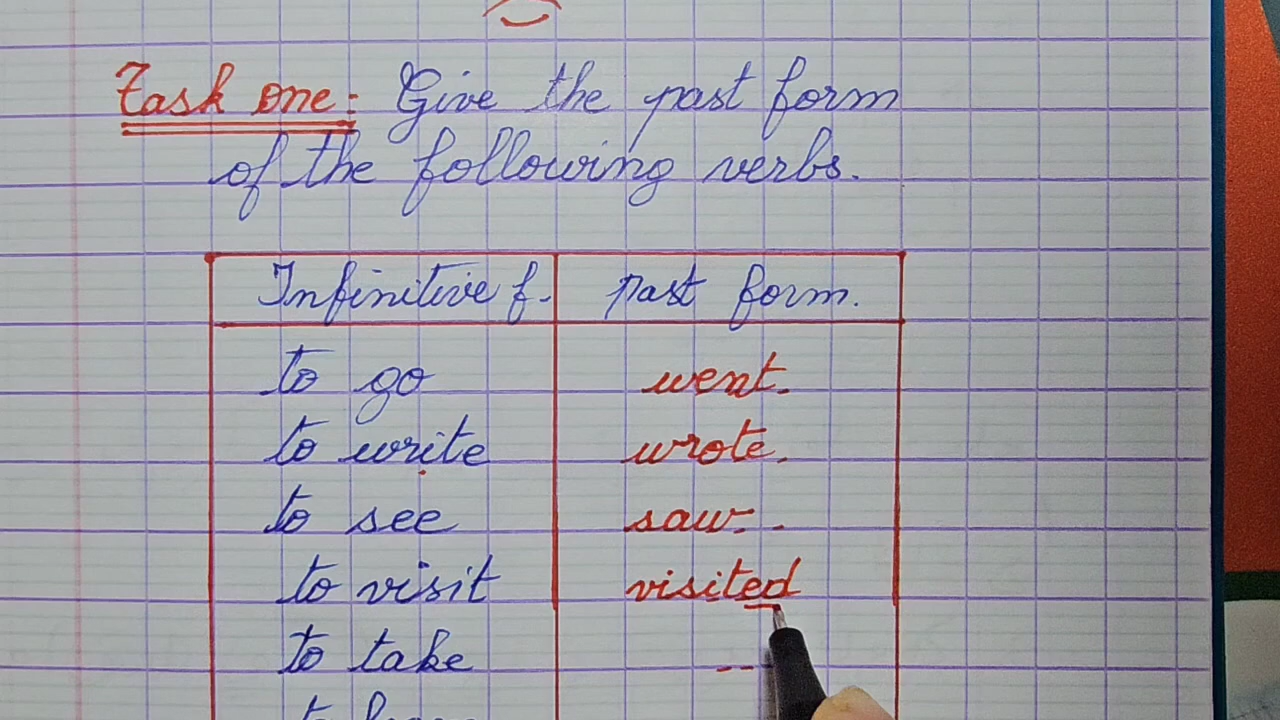 Task one: Give the past form
of the following verbs.
Infinitive f. past form.
to go went.
to write wrote.
to see saw.
to visit visited
to take
to